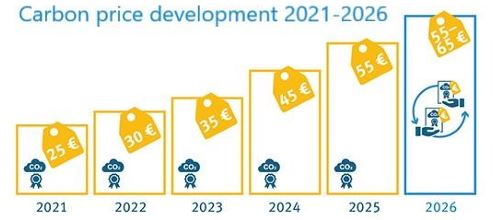 Carbon price development 2021-2026
25 €
30 €
35 €
45 €
55 €
55–
65 €
CO₂
CO₂
CO₂
CO₂
CO₂
2021
2022
2023
2024
2025
2026